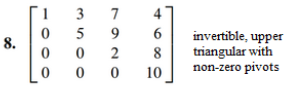 8.
1 3 7 4
0 5 9 6
0 0 2 8
0 0 0 10
invertible, upper
triangular with
non-zero pivots